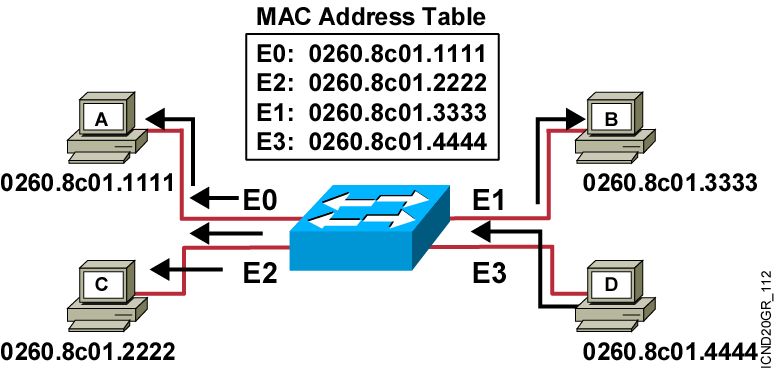 MAC Address Table
E0: 0260.8c01.1111
E2: 0260.8c01.2222
E1: 0260.8c01.3333
E3: 0260.8c01.4444
A
B
0260.8c01.1111
0260.8c01.3333
E0
E1
E2
E3
C
D
0260.8c01.2222
0260.8c01.4444
ICND20GR_112